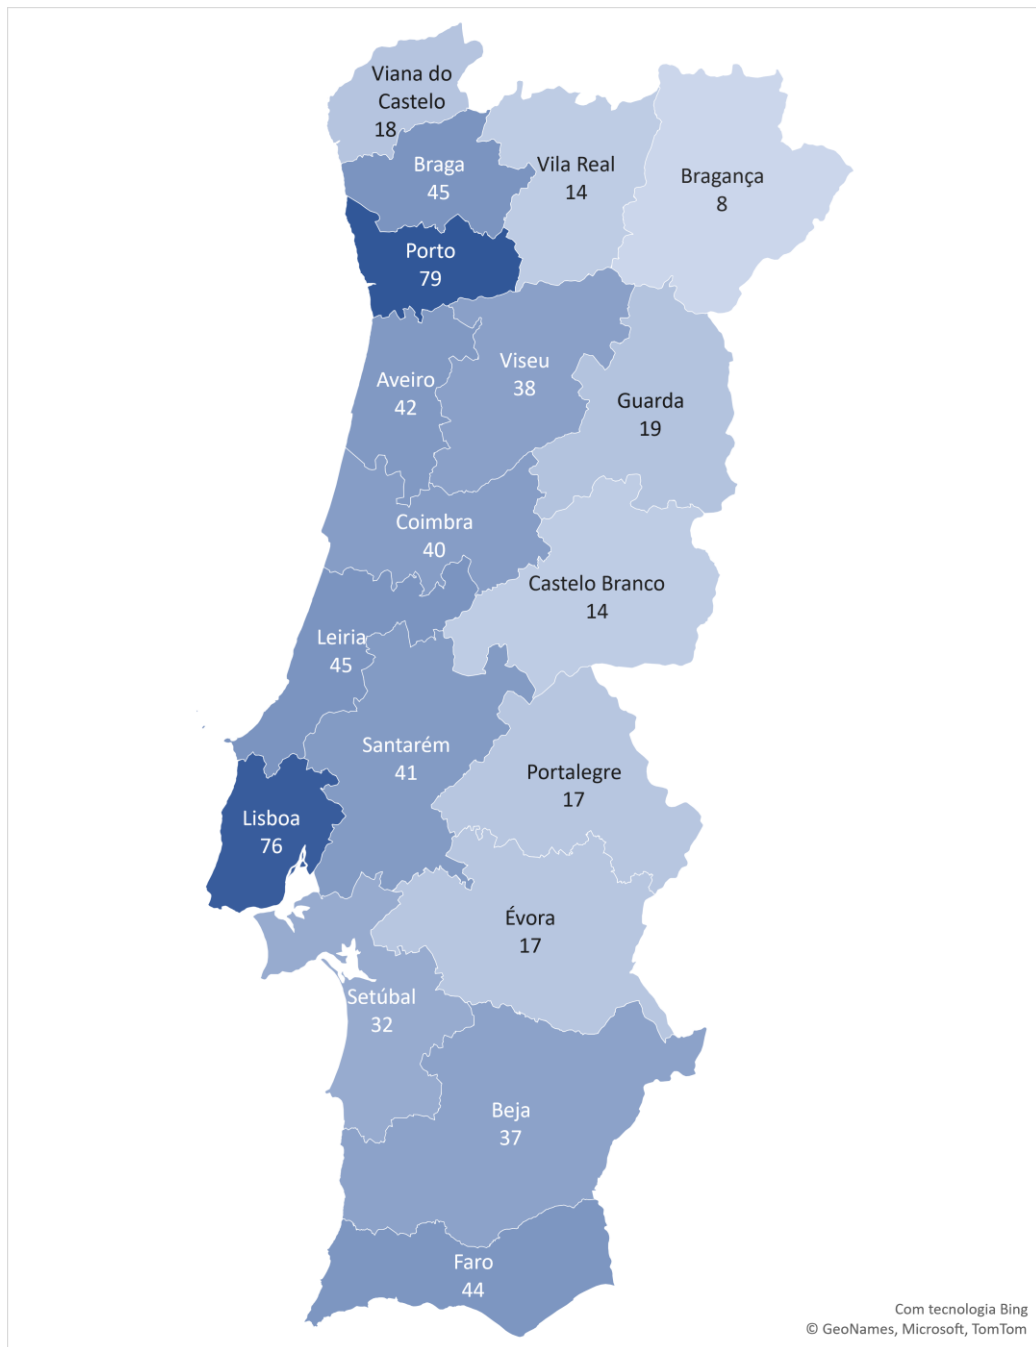 Viana do
Castelo
18
Braga
45
Vila Real
14
Bragança
8
Porto
79
Aveiro
42
Viseu
38
Guarda
19
Coimbra
40
Castelo Branco
14
Leiria
45
Santarém
41
Portalegre
17
Lisboa
76
Évora
17
Setúbal
32
Beja
37
Faro
44
Com tecnologia Bing
© GeoNames, Microsoft, TomTom